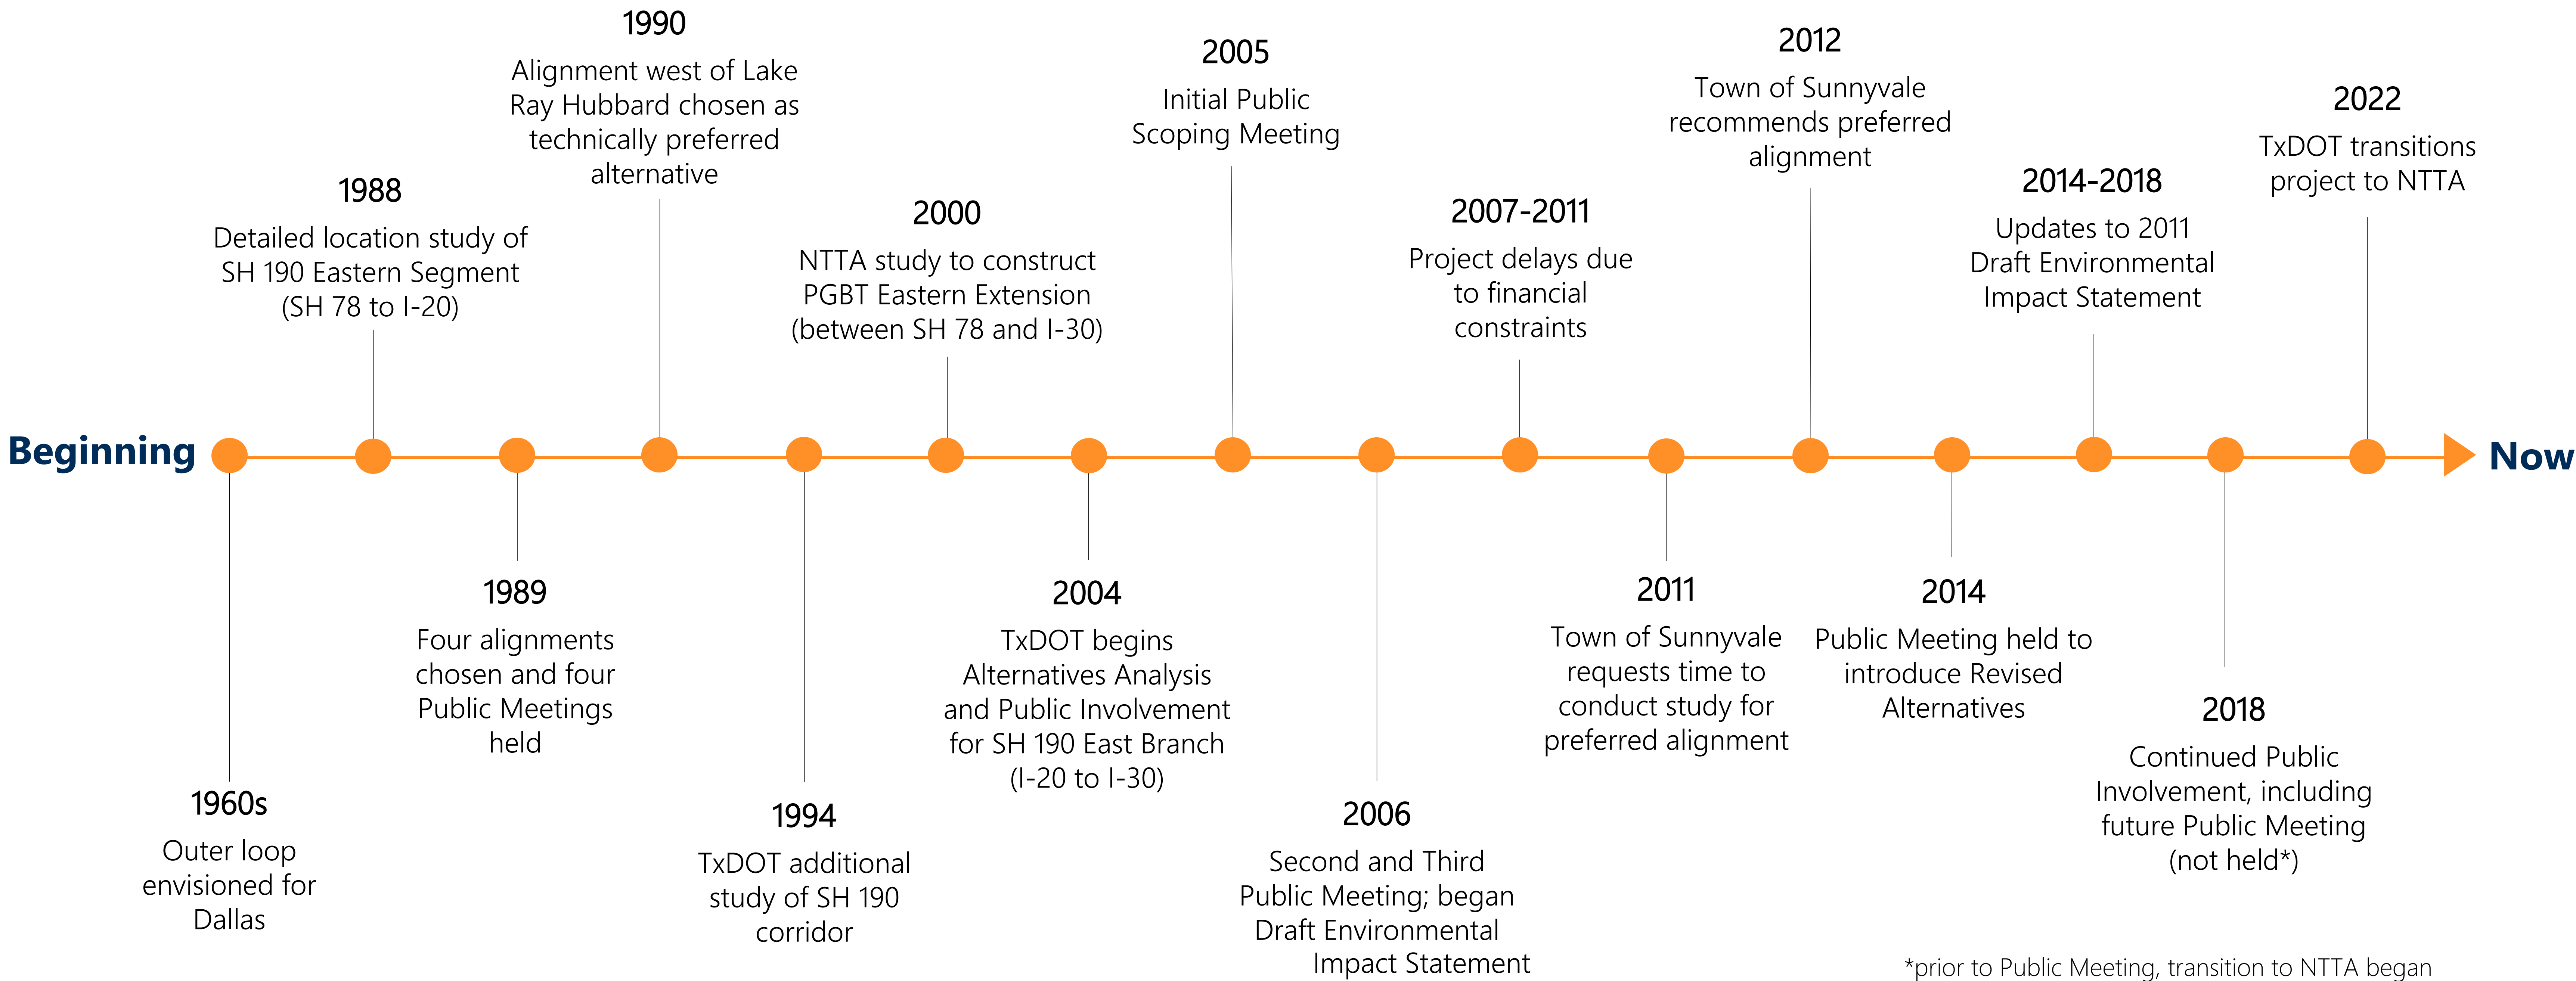 Beginning
1960s
Outer loop
envisioned for
Dallas
1988
Detailed location study of
SH 190 Eastern Segment
(SH 78 to I-20)
1989
Four alignments
chosen and four
Public Meetings
held
1990
Alignment west of Lake
Ray Hubbard chosen as
technically preferred
alternative
1994
TxDOT additional
study of SH 190
corridor
2000
NTTA study to construct
PGBT Eastern Extension
(between SH 78 and I-30)
2004
TxDOT begins
Alternatives Analysis
and Public Involvement
for SH 190 East Branch
(I-20 to I-30)
2005
Initial Public
Scoping Meeting
2006
Second and Third
Public Meeting; began
Draft Environmental
Impact Statement
2007-2011
Project delays due
to financial
constraints
2011
Town of Sunnyvale
requests time to
conduct study for
preferred alignment
2012
Town of Sunnyvale
recommends preferred
alignment
2014
Public Meeting held to
introduce Revised
Alternatives
2014-2018
Updates to 2011
Draft Environmental
Impact Statement
2018
Continued Public
Involvement, including
future Public Meeting
(not held*)
2022
TxDOT transitions
project to NTTA
Now
*prior to Public Meeting, transition to NTTA began